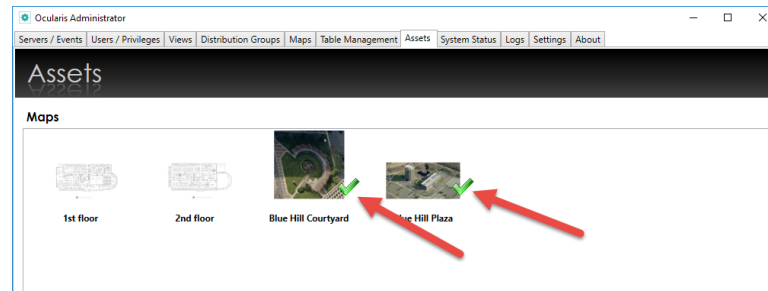 Ocularis Administrator
Servers / Events Users / Privileges Views Distribution Groups Maps Table Management Assets System Status Logs Settings About
Assets
Maps
1st floor 2nd floor Blue Hill Courtyard ue Hill Plaza